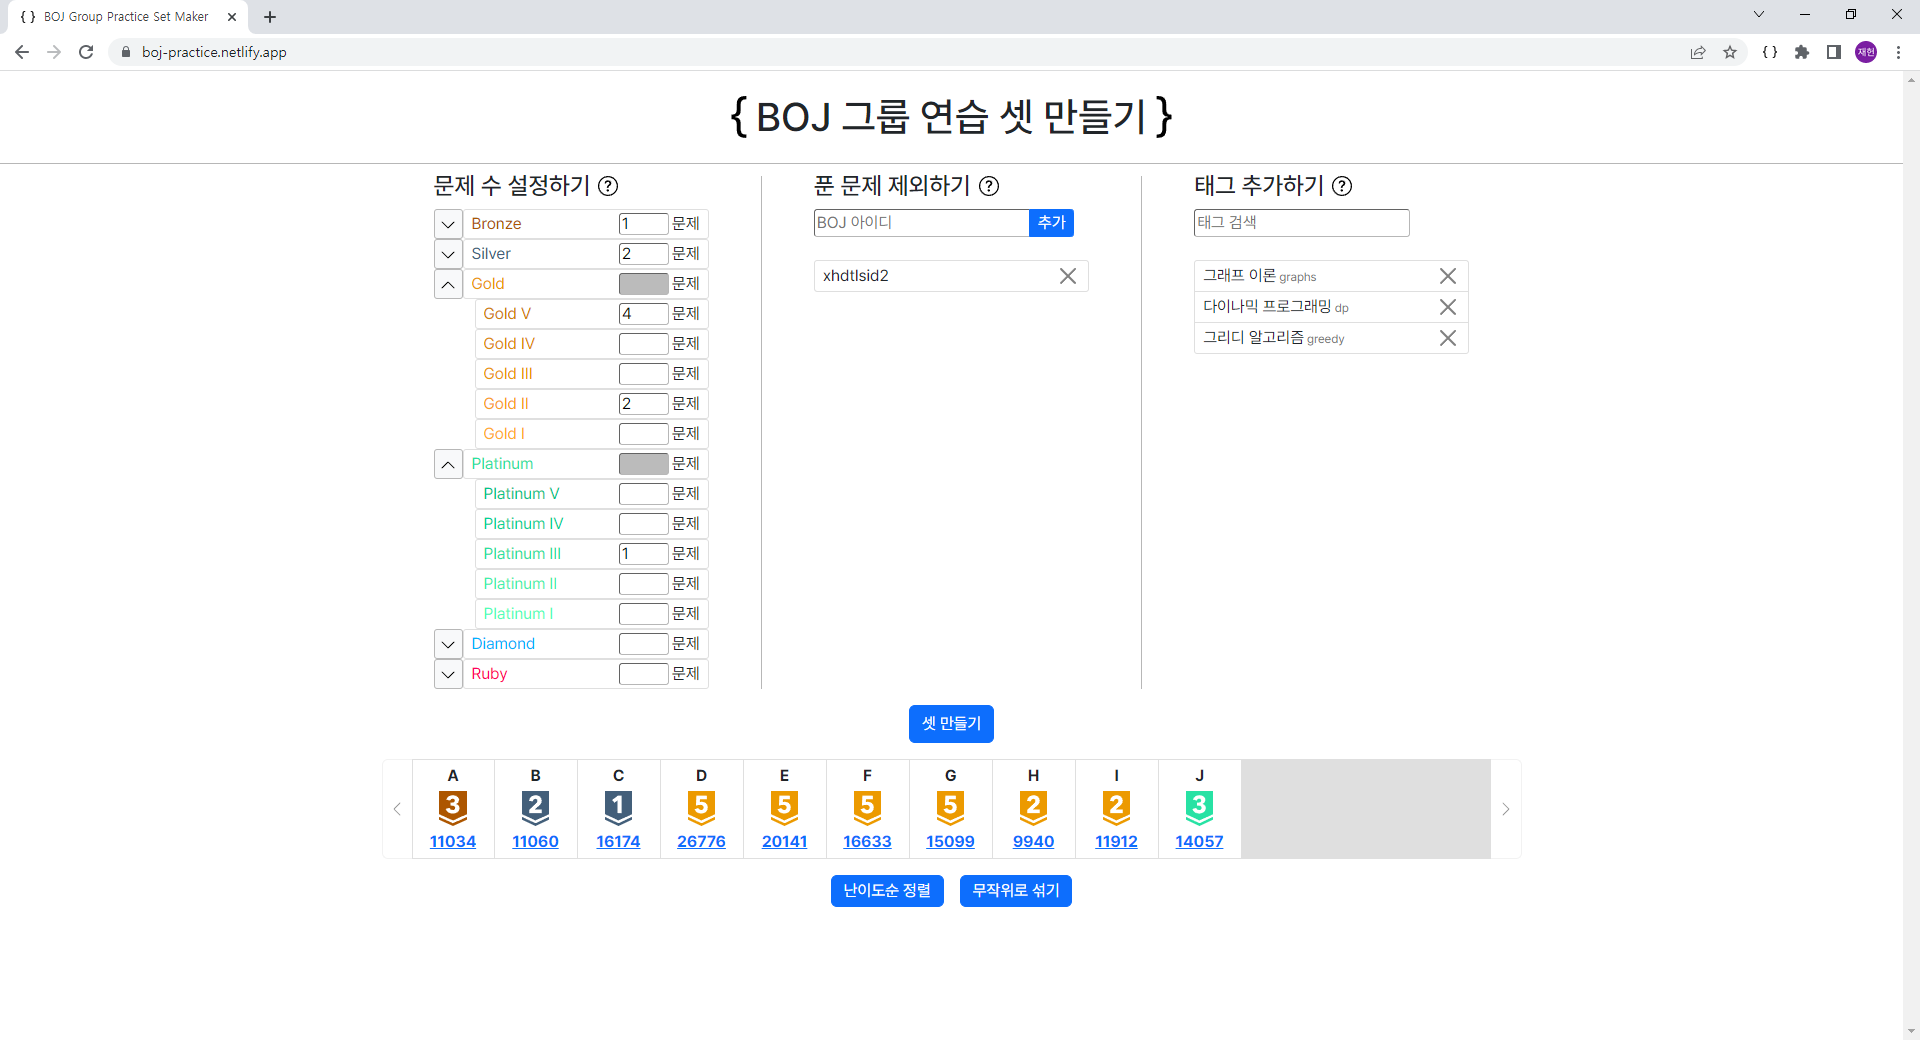 { } BOJ Group Practice Set Maker
boj-practice.netlify.app
{ }
재헌
{ BOJ 그룹 연습 셋 만들기 }
문제 수 설정하기 ?
Bronze 1 문제
Silver 2 문제
Gold 문제
Gold V 4 문제
Gold IV 문제
Gold III 문제
Gold II 2 문제
Gold I 문제
Platinum 문제
Platinum V 문제
Platinum IV 문제
Platinum III 1 문제
Platinum II 문제
Platinum I 문제
Diamond 문제
Ruby 문제
푼 문제 제외하기 ?
BOJ 아이디 추가
xhdtlsid2
태그 추가하기 ?
태그 검색
그래프 이론 graphs
다이나믹 프로그래밍 dp
그리디 알고리즘 greedy
셋 만들기
A B C D E F G H I J
3 2 1 5 5 5 5 2 2 3
11034 11060 16174 26776 20141 16633 15099 9940 11912 14057
난이도순 정렬 무작위로 섞기